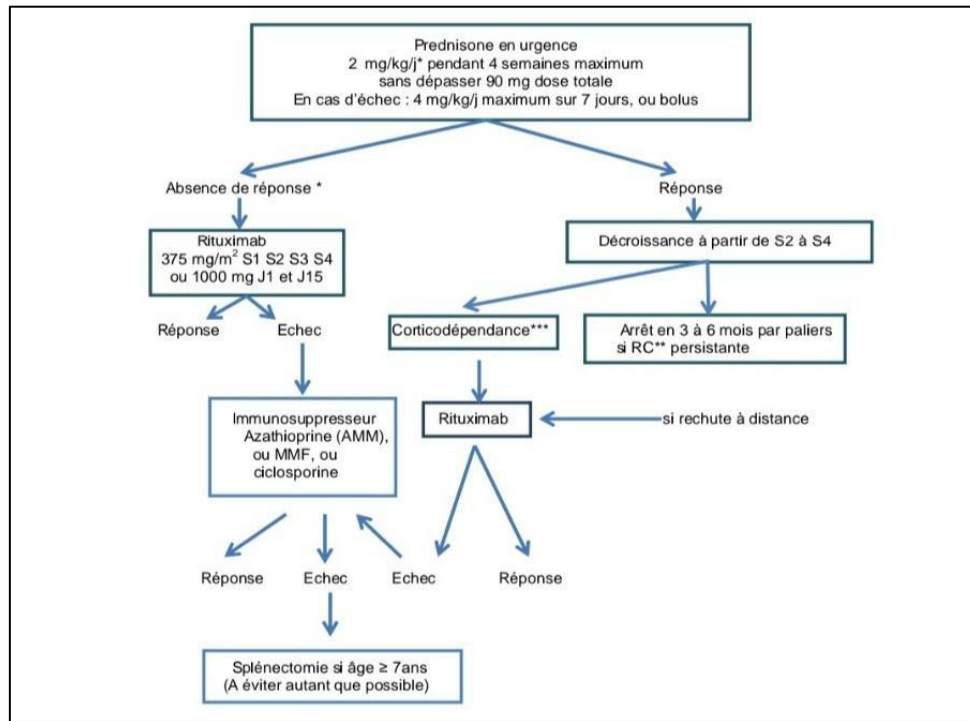 Prednisone en urgence
2 mg/kg/j* pendant 4 semaines maximum
sans dépasser 90 mg dose totale
En cas d'échec : 4 mg/kg/j maximum sur 7 jours, ou bolus
Absence de réponse *
Réponse
Rituximab
375 mg/m² S1 S2 S3 S4
ou 1000 mg J1 et J15
Décroissance à partir de S2 à S4
Réponse
Echec
Corticodépendance***
Arrêt en 3 à 6 mois par paliers
si RC** persistante
Immunosuppresseur
Azathioprine (AMM),
ou MMF, ou
ciclosporine
Rituximab
si rechute à distance
Réponse
Echec
Echec
Réponse
Splénectomie si âge ≥ 7ans
(A éviter autant que possible)